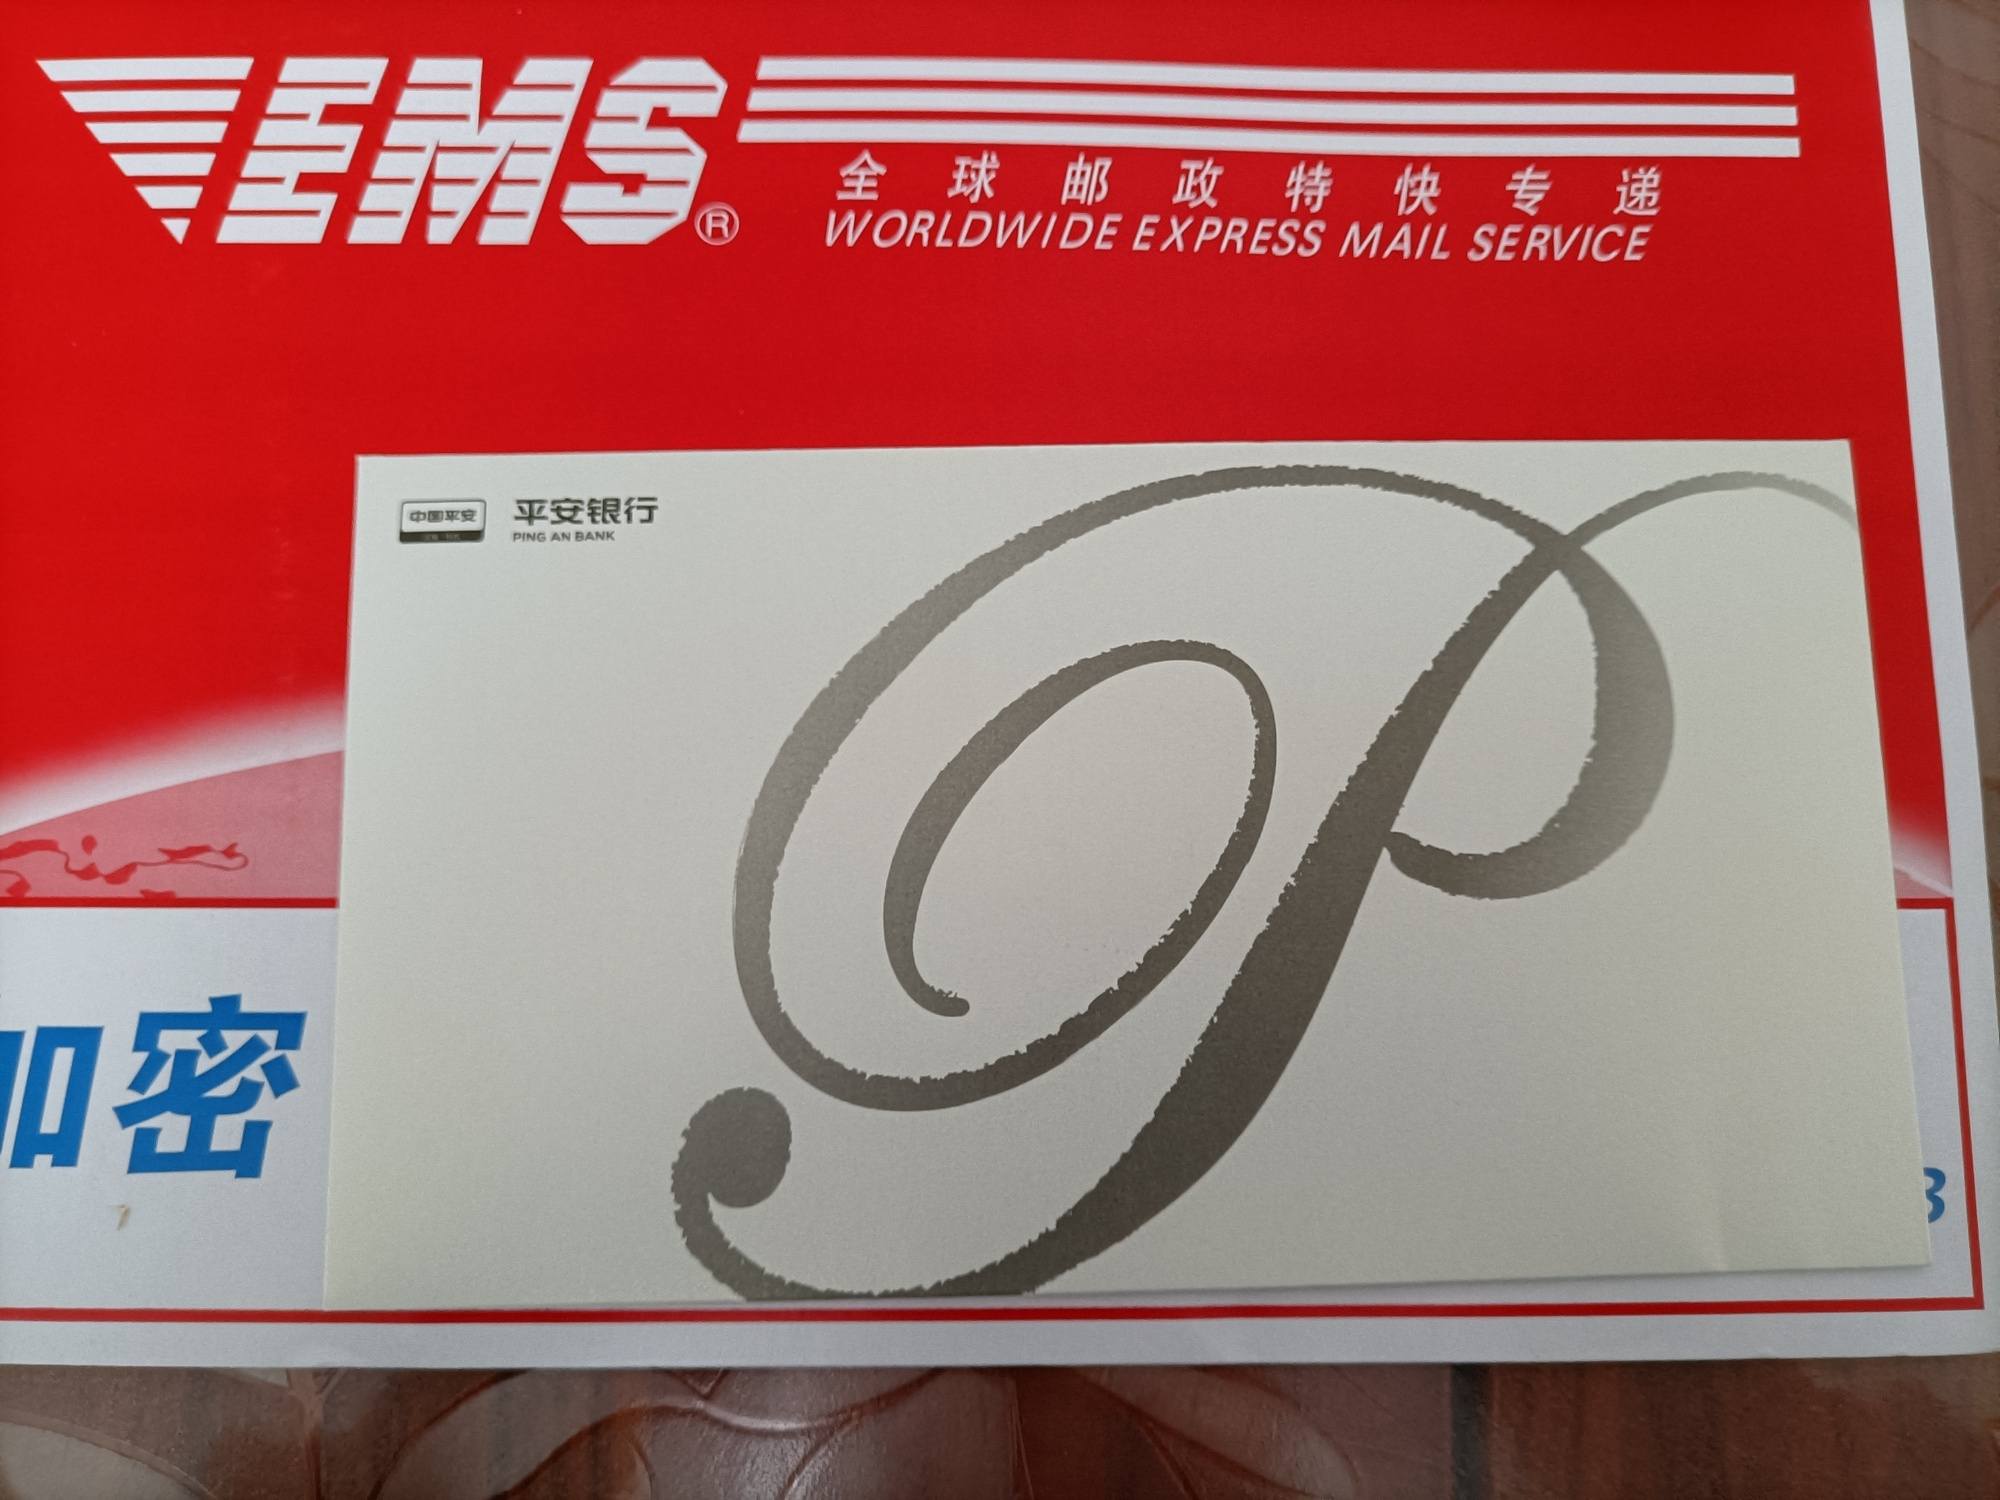 EMS®
全球邮政特快专递
WORLDWIDE EXPRESS MAIL SERVICE
中国平安
平安银行
PING AN BANK
P
加密
3